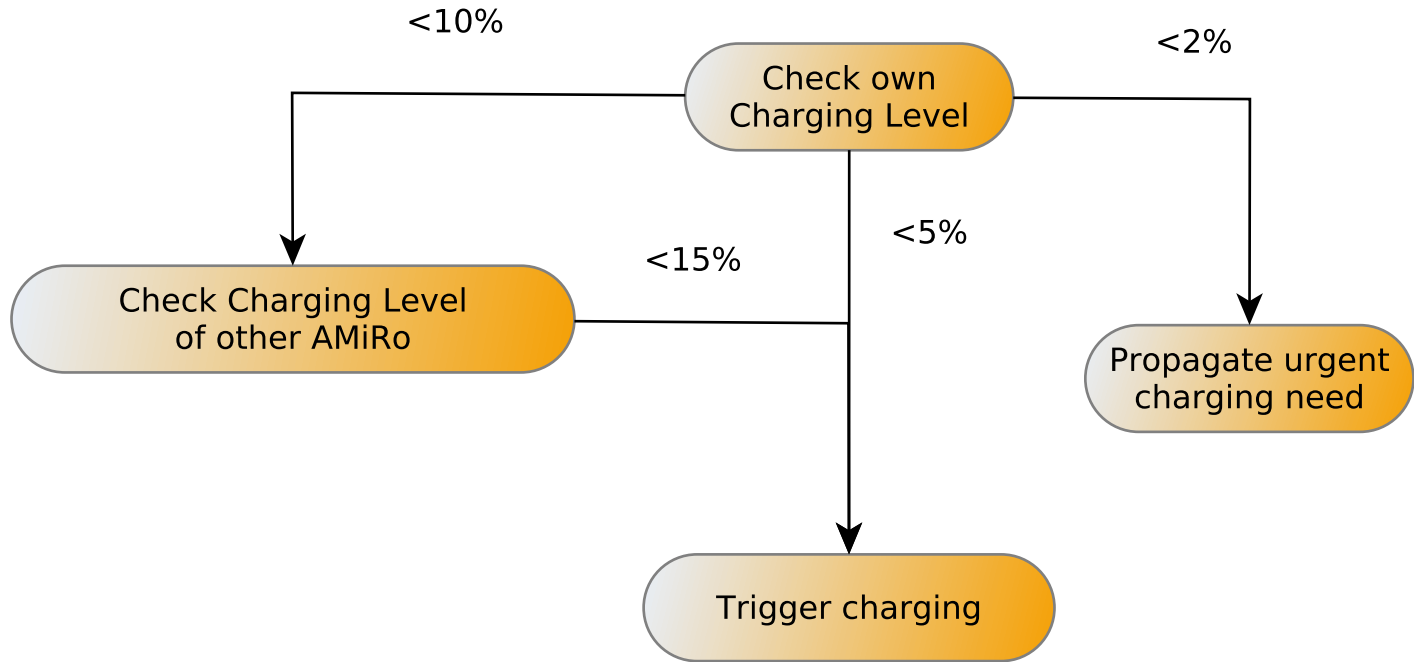 <10%
Check own
Charging Level
<2%
<5%
<15%
Check Charging Level
of other AMiRo
Propagate urgent
charging need
Trigger charging